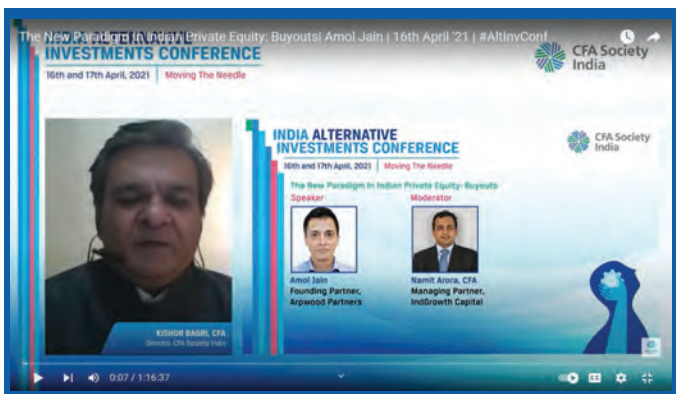 The New Paradigm In Indian Private Equity: Buyouts| Amol Jain | 16th April '21 | #AltInvConf...
INVESTMENTS CONFERENCE
16th and 17th April, 2021 | Moving The Needle
CFA Society
India
INDIA ALTERNATIVE
INVESTMENTS CONFERENCE
16th and 17th April, 2021 | Moving The Needle
CFA Society
India
The New Paradigm In Indian Private Equity: Buyouts
Speaker
Moderator
Amol Jain
Founding Partner,
Arpwood Partners
Namit Arora, CFA
Managing Partner,
IndGrowth Capital
KISHOR BAGRI, CFA
Director, CFA Society India
0:07 / 1:16:37